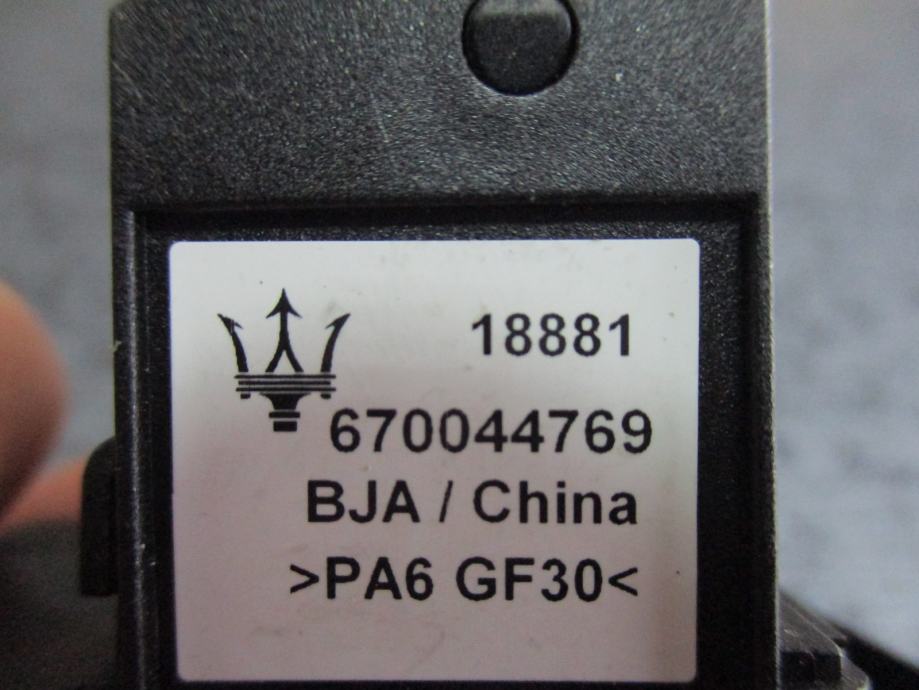 18881
670044769
BJA / China
>PA6 GF30<